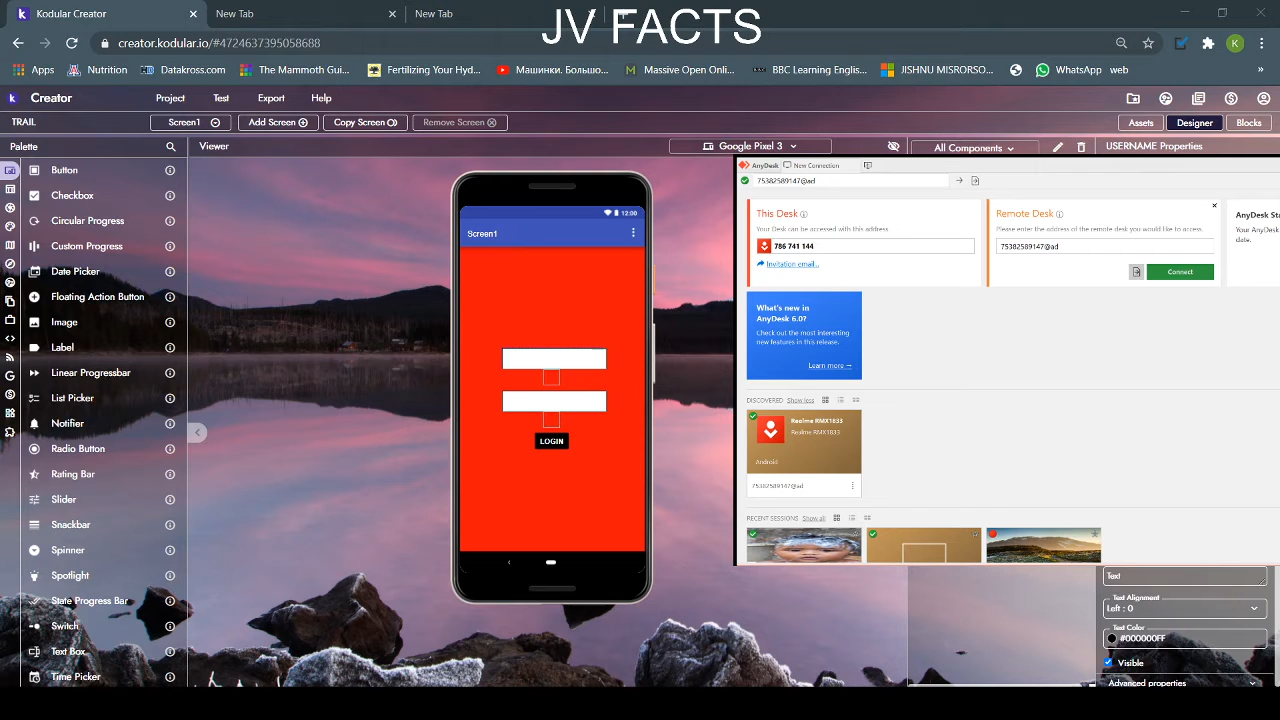 Kodular Creator
New Tab
New Tab
JV FACTS
creator.kodular.io/#4724637395058688
K
Apps
Nutrition
Databloss.com
The Mammoth Gui...
Fertilizing Your Hyd...
Машинки. Большо...
Massive Open Onli...
BBC Learning Englis...
JISHNU MISRORSO...
WhatsApp web
»
Creator
Project
Test
Export
Help
TRAIL
Screen1
Add Screen
Copy Screen
Remove Screen
Assets
Designer
Blocks
Palette
Viewer
Google Pixel 3
All Components
USERNAME Properties
Button
Checkbox
Circular Progress
Custom Progress
Date Picker
Floating Action Button
Image
Label
Linear Progressbar
List Picker
Notifier
Radio Button
Rating Bar
Slider
Snackbar
Spinner
Spotlight
State Progress Bar
Switch
Text Box
Time Picker
12:00
Screen1
LOGIN
AnyDesk
New Connection
75382589147@ad
This Desk
Your Desk can be accessed with this address.
786 741 144
Invitation email...
Remote Desk
Please enter the address of the remote desk you would like to access.
75382589147@ad
Connect
AnyDesk Sta
Your AnyDesk
date.
What's new in
AnyDesk 6.0?
Check out the most interesting
new features in this release.
Learn more →
DISCOVERED
Show less
Realme RMX1833
Realme RMX1833
Android
75382589147@ad
RECENT SESSIONS
Show all
Text
Text Alignment
Left : 0
Text Color
#000000FF
Visible
Advanced properties